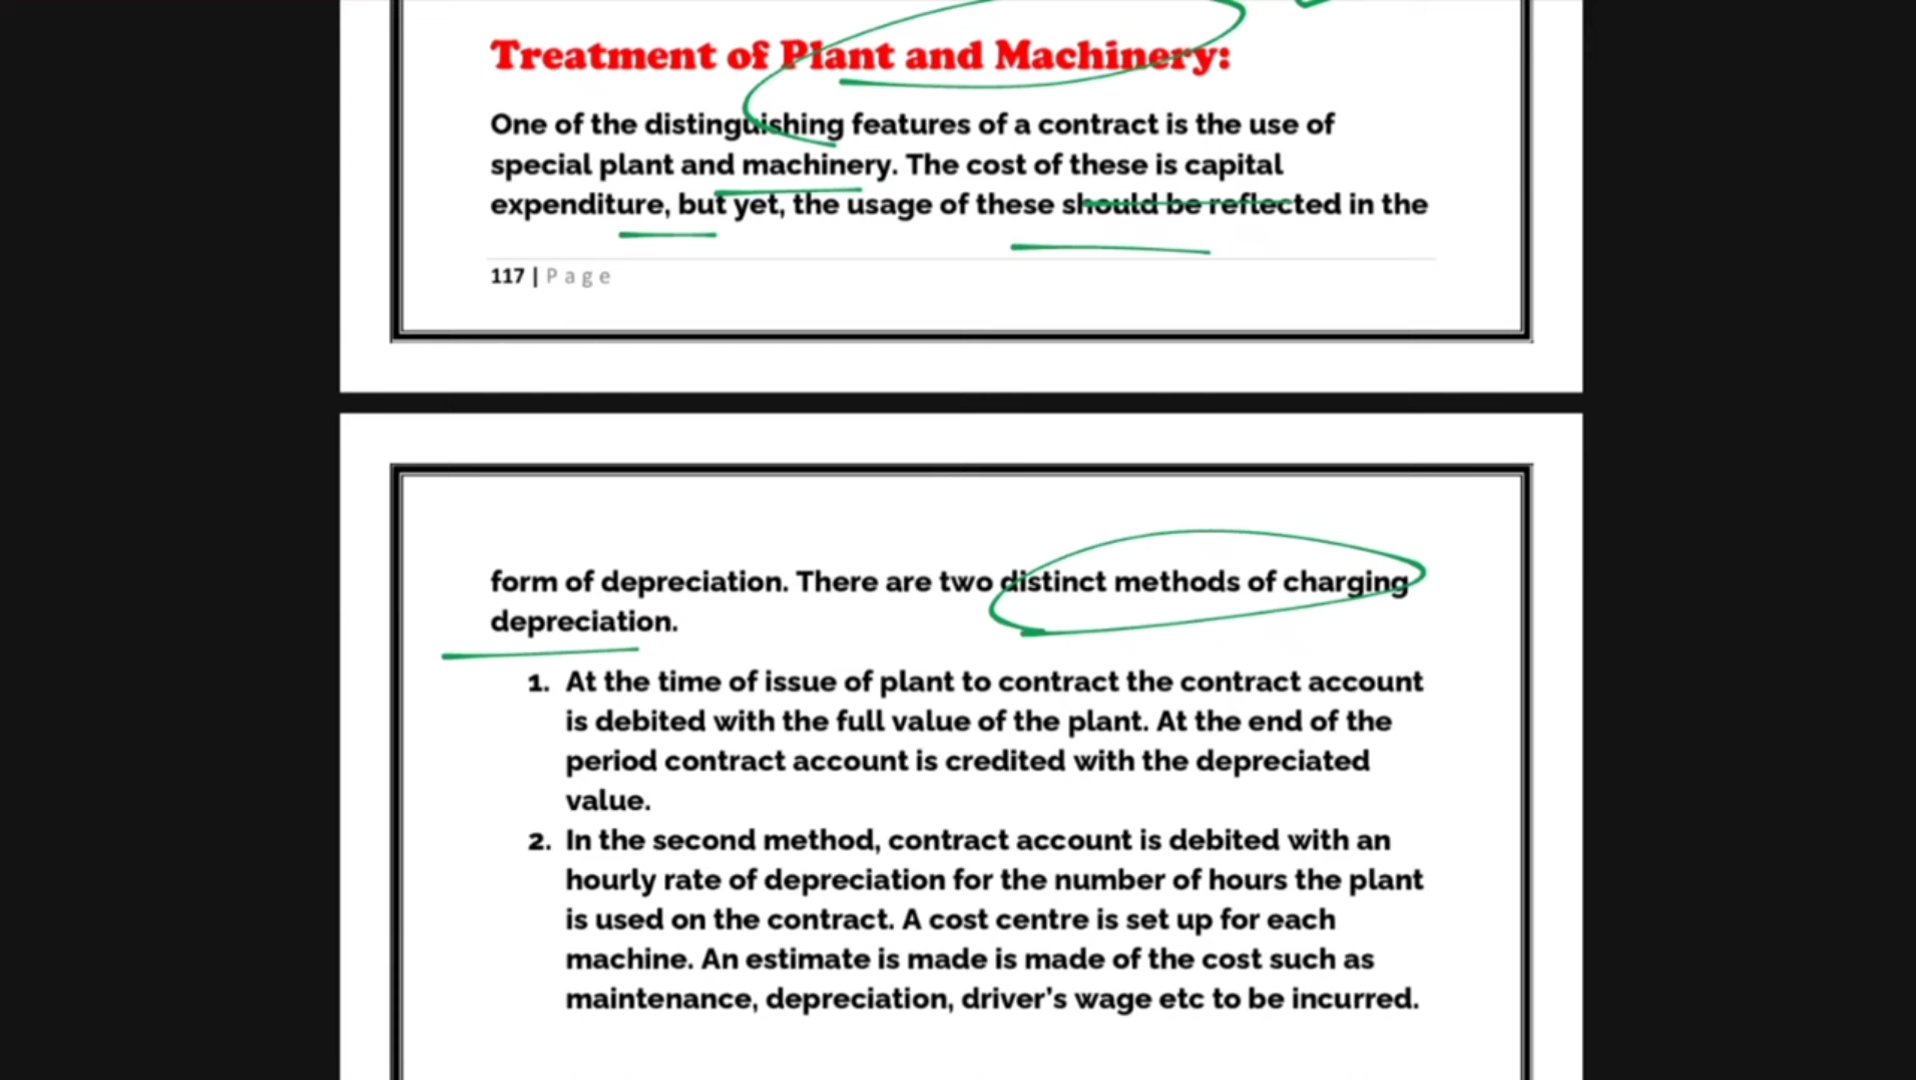 Treatment of Plant and Machinery:
One of the distinguishing features of a contract is the use of
special plant and machinery. The cost of these is capital
expenditure, but yet, the usage of these should be reflected in the
117 | Page
form of depreciation. There are two distinct methods of charging
depreciation.
1. At the time of issue of plant to contract the contract account
is debited with the full value of the plant. At the end of the
period contract account is credited with the depreciated
value.
2. In the second method, contract account is debited with an
hourly rate of depreciation for the number of hours the plant
is used on the contract. A cost centre is set up for each
machine. An estimate is made is made of the cost such as
maintenance, depreciation, driver's wage etc to be incurred.